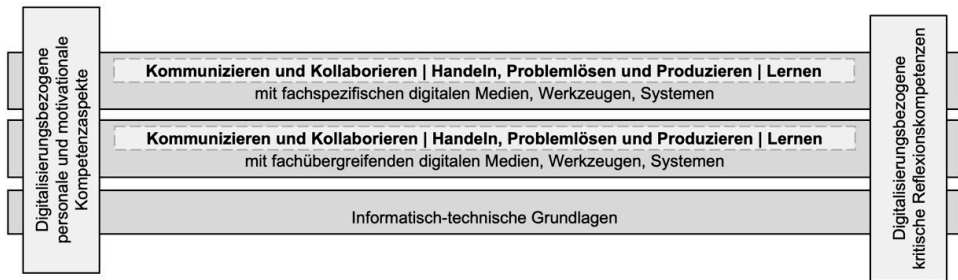 Digitalisierungsbezogene
personale und motivationale
Kompetenzaspekte
Kommunizieren und Kollaborieren | Handeln, Problemlösen und Produzieren | Lernen
mit fachspezifischen digitalen Medien, Werkzeugen, Systemen
Kommunizieren und Kollaborieren | Handeln, Problemlösen und Produzieren | Lernen
mit fachübergreifenden digitalen Medien, Werkzeugen, Systemen
Informatisch-technische Grundlagen
Digitalisierungsbezogene
kritische Reflexionskompetenzen